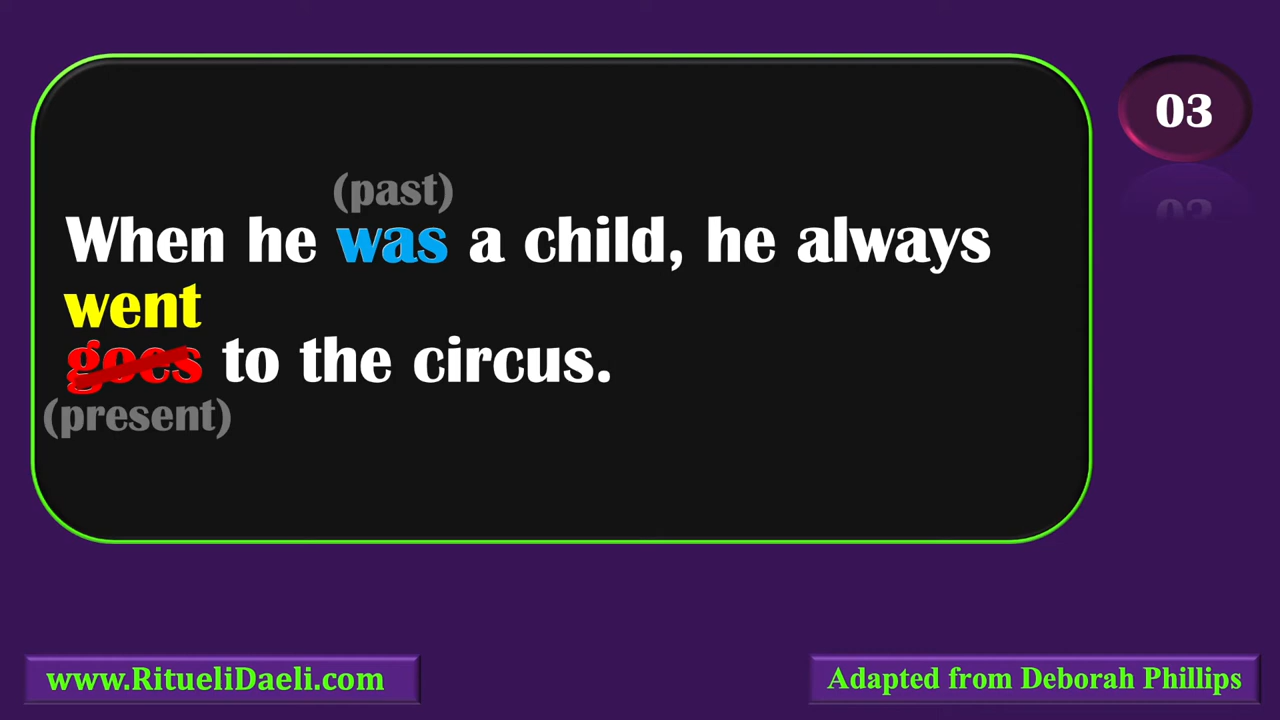 03
(past)
When he was a child, he always
went
goes to the circus.
(present)
www.RitueliDaeli.com
Adapted from Deborah Phillips